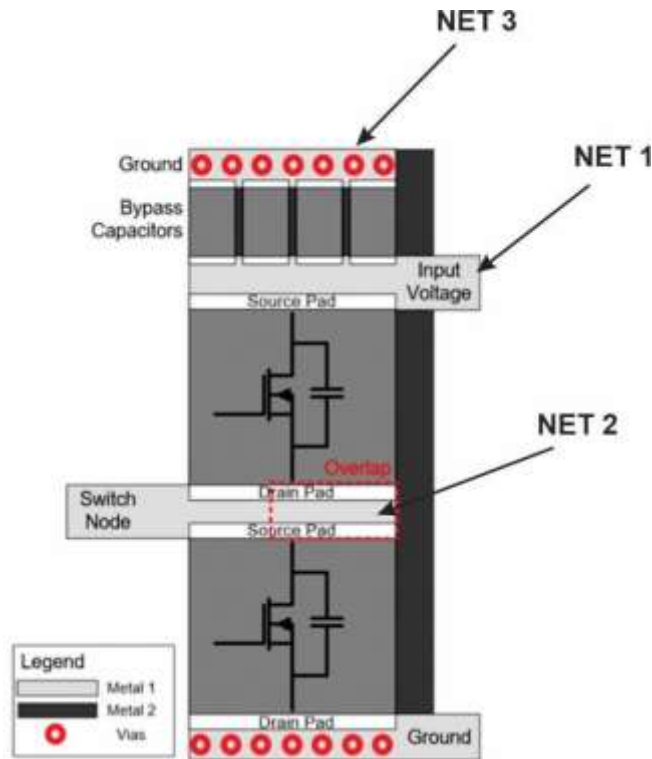 NET 3
Ground
NET 1
Bypass
Capacitors
Input
Voltage
Source Pad
NET 2
Overlap
Drain Pad
Switch
Node
Source Pad
Legend
Metal 1
Metal 2
Vias
Drain Pad
Ground